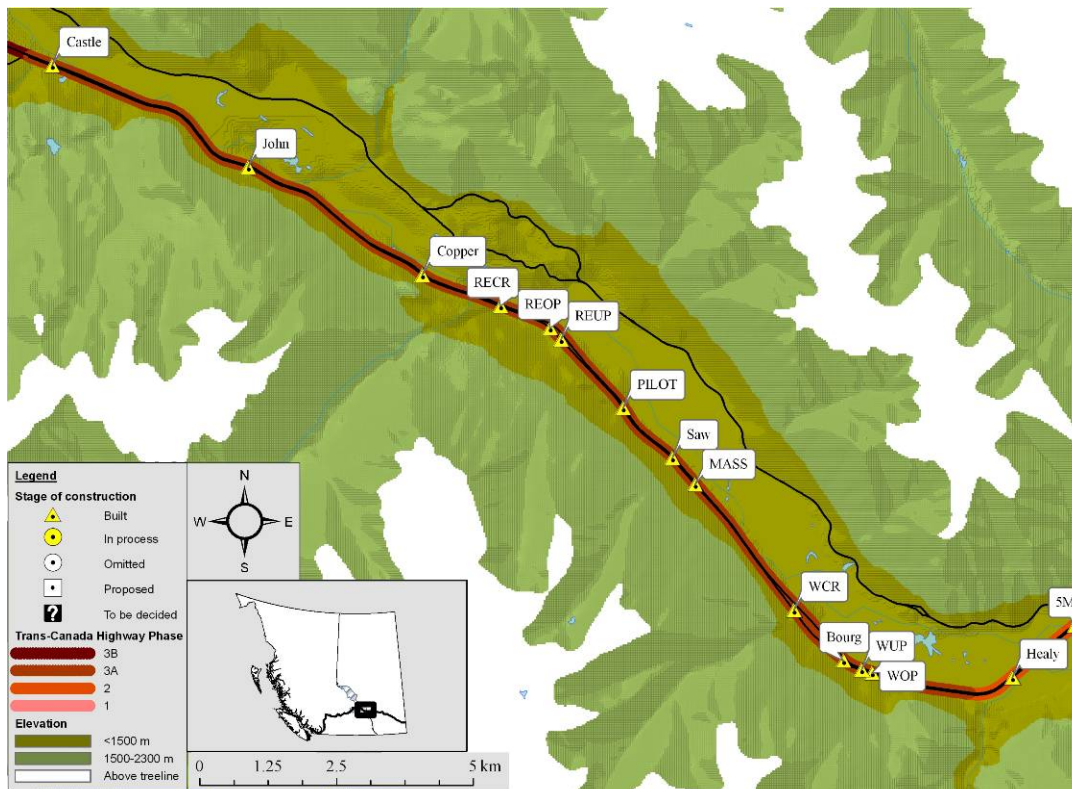 Castle
John
Copper
RECR
REOP
REUP
PILOT
Saw
MASS
WCR
Bourg
WUP
WOP
5M
Healy
Legend
Stage of construction
Built
In process
Omitted
Proposed
? To be decided
Trans-Canada Highway Phase
3B
3A
2
1
Elevation
<1500 m
1500-2300 m
Above treeline
N
W E
S
0 1.25 2.5 5 km